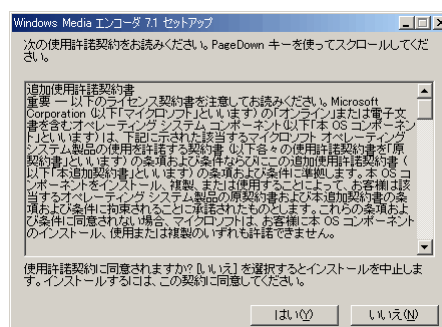 Windows Media エンコーダ 7.1 セットアップ
次の使用許諾契約をお読みください。PageDown キーを使ってスクロールしてくだ
さい。
追加使用許諾契約書
重要 ― 以下のライセンス契約書を注意してお読みください。Microsoft
Corporation (以下「マイクロソフト」といいます) の「オンライン」または電子文
書を含むオペレーティング システム コンポーネント (以下「本 OS コンポーネン
ト」といいます) は、下記に示された該当するマイクロソフト オペレーティング
システム製品の使用を許諾する契約書 (以下各々の使用許諾契約書を「原
契約書」といいます) の条項および条件ならびにこの追加使用許諾契約書 (
以下「本追加契約書」といいます) の条項および条件に準拠します。本 OS コ
ンポーネントをインストール、複製、または使用することによって、お客様は該
当するオペレーティング システム製品の原契約書および本追加契約書の条
項および条件に拘束されることに承諾されたものとします。これらの条項およ
び条件に同意されない場合、マイクロソフトは、お客様に本 OS コンポーネント
のインストール、使用または複製のいずれも許諾できません。
使用許諾契約に同意されますか? [いいえ] を選択するとインストールを中止しま
す。インストールするには、この契約に同意してください。
はい(Y)
いいえ(N)